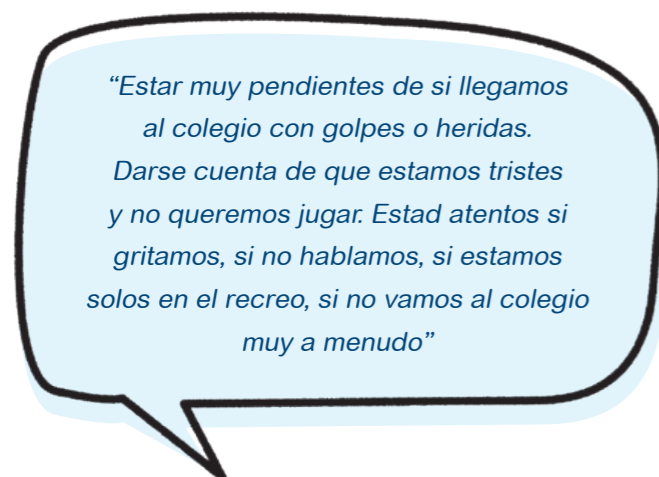 “Estar muy pendientes de si llegamos
al colegio con golpes o heridas.
Darse cuenta de que estamos tristes
y no queremos jugar. Estad atentos si
gritamos, si no hablamos, si estamos
solos en el recreo, si no vamos al colegio
muy a menudo”